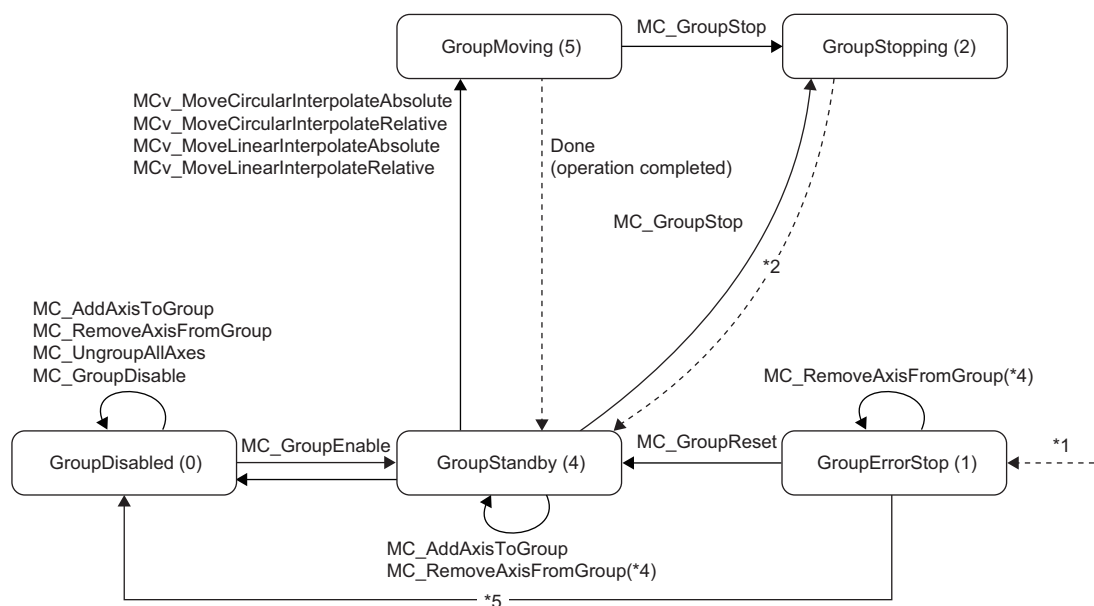 GroupMoving (5)
MC_GroupStop
GroupStopping (2)
MCv_MoveCircularInterpolateAbsolute
MCv_MoveCircularInterpolateRelative
MCv_MoveLinearInterpolateAbsolute
MCv_MoveLinearInterpolateRelative
Done
(operation completed)
MC_GroupStop
*2
MC_AddAxisToGroup
MC_RemoveAxisFromGroup
MC_UngroupAllAxes
MC_GroupDisable
MC_RemoveAxisFromGroup(*4)
GroupDisabled (0)
MC_GroupEnable
GroupStandby (4)
MC_GroupReset
GroupErrorStop (1)
*1
MC_AddAxisToGroup
MC_RemoveAxisFromGroup(*4)
*5